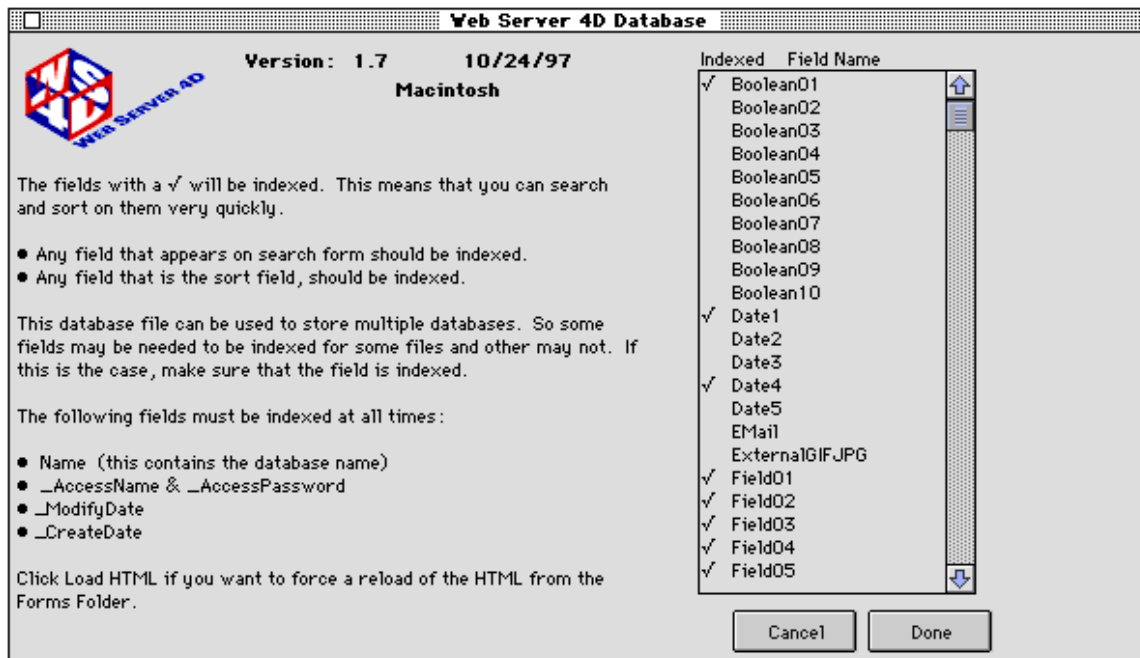 Web Server 4D Database
WS4D
WEB SERVER 4D
Version: 1.7 10/24/97
Macintosh
The fields with a √ will be indexed. This means that you can search
and sort on them very quickly.
● Any field that appears on search form should be indexed.
● Any field that is the sort field, should be indexed.
This database file can be used to store multiple databases. So some
fields may be needed to be indexed for some files and other may not. If
this is the case, make sure that the field is indexed.
The following fields must be indexed at all times:
● Name (this contains the database name)
● _AccessName & _AccessPassword
● _ModifyDate
● _CreateDate
Click Load HTML if you want to force a reload of the HTML from the
Forms Folder.
Indexed Field Name
√ Boolean01
Boolean02
Boolean03
Boolean04
Boolean05
Boolean06
Boolean07
Boolean08
Boolean09
Boolean10
√ Date1
Date2
Date3
√ Date4
Date5
EMail
ExternalGIFJPG
√ Field01
√ Field02
√ Field03
√ Field04
√ Field05
Cancel Done